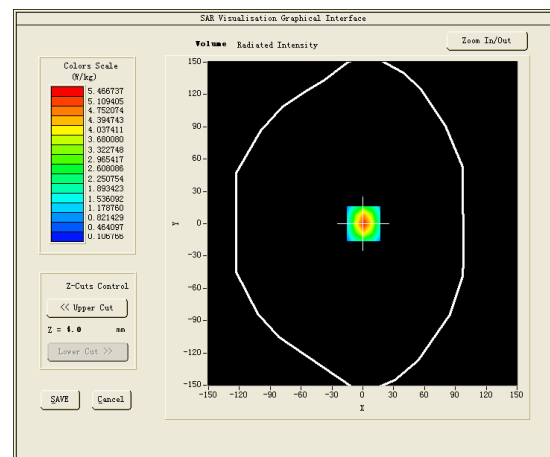 SAR Visualisation Graphical Interface
Volume Radiated Intensity
Zoom In/Out
Colors Scale
(W/kg)
5.466737
5.109405
4.752074
4.394743
4.037411
3.680080
3.322748
2.965417
2.608086
2.250754
1.893423
1.536092
1.178760
0.821429
0.464097
0.106766
150
120
90
60
30
0
-30
-60
-90
-120
-150
Y
-150 -120 -90 -60 -30 0 30 60 90 120 150
X
Z-Cuts Control
<< Upper Cut
Z = 4.0 mm
Lower Cut >>
SAVE Cancel